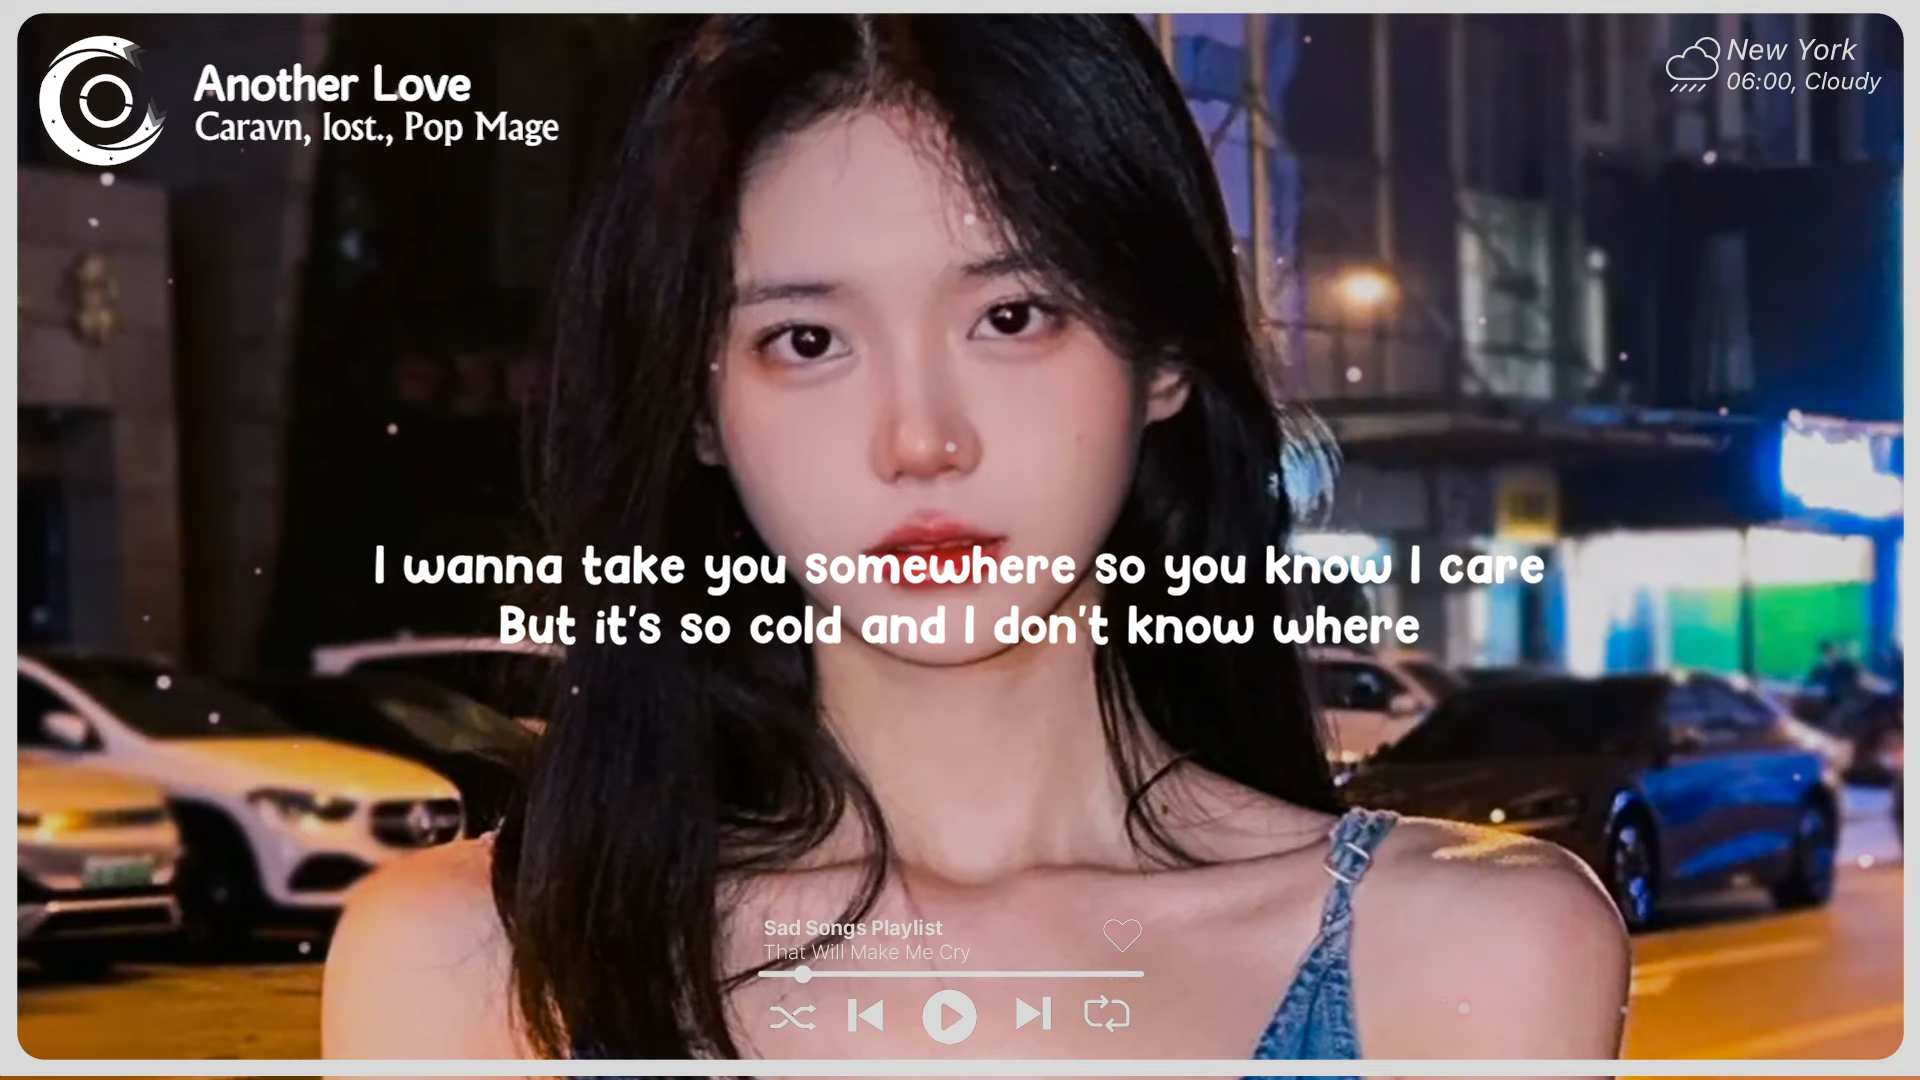 Another Love
Caravn, lost., Pop Mage
New York
06:00, Cloudy
I wanna take you somewhere so you know I care
But it's so cold and I don't know where
Sad Songs Playlist
That Will Make Me Cry